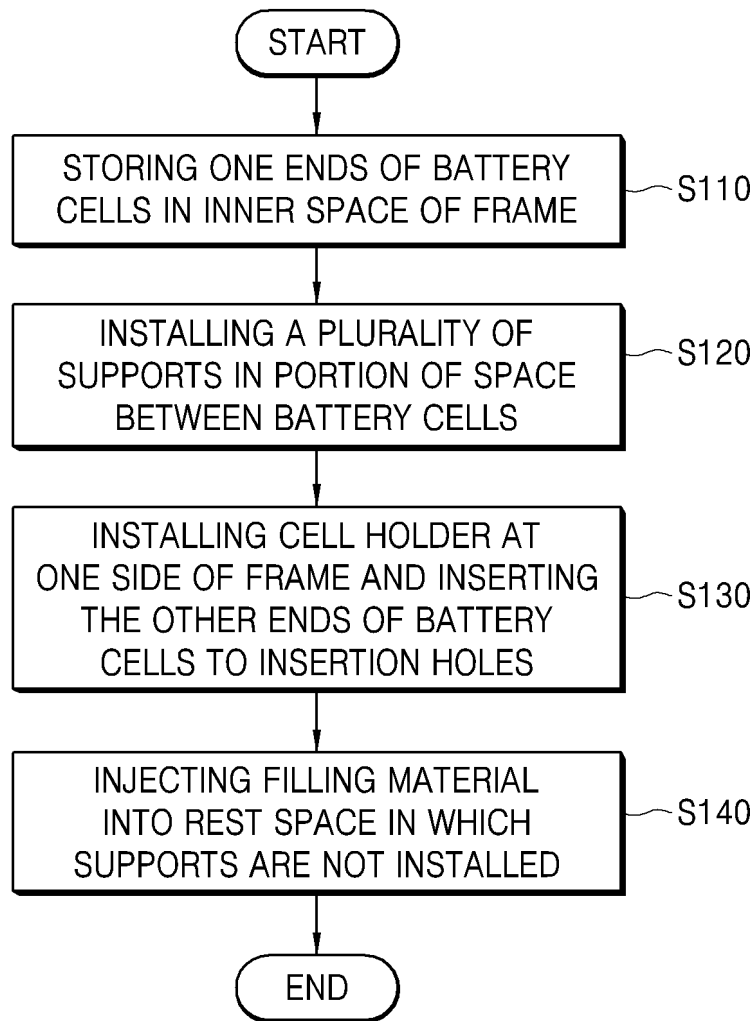 START
STORING ONE ENDS OF BATTERY
CELLS IN INNER SPACE OF FRAME
S110
INSTALLING A PLURALITY OF
SUPPORTS IN PORTION OF SPACE
BETWEEN BATTERY CELLS
S120
INSTALLING CELL HOLDER AT
ONE SIDE OF FRAME AND INSERTING
THE OTHER ENDS OF BATTERY
CELLS TO INSERTION HOLES
S130
INJECTING FILLING MATERIAL
INTO REST SPACE IN WHICH
SUPPORTS ARE NOT INSTALLED
S140
END